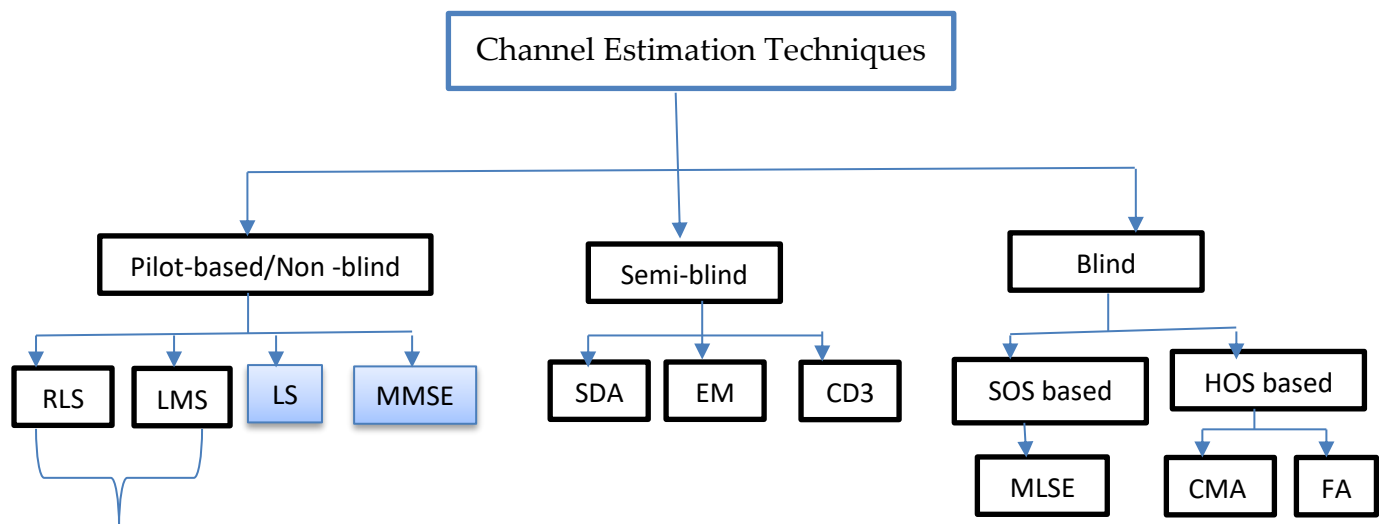 Channel Estimation Techniques
Pilot-based/Non -blind
Semi-blind
Blind
RLS
LMS
LS
MMSE
SDA
EM
CD3
SOS based
HOS based
MLSE
CMA
FA